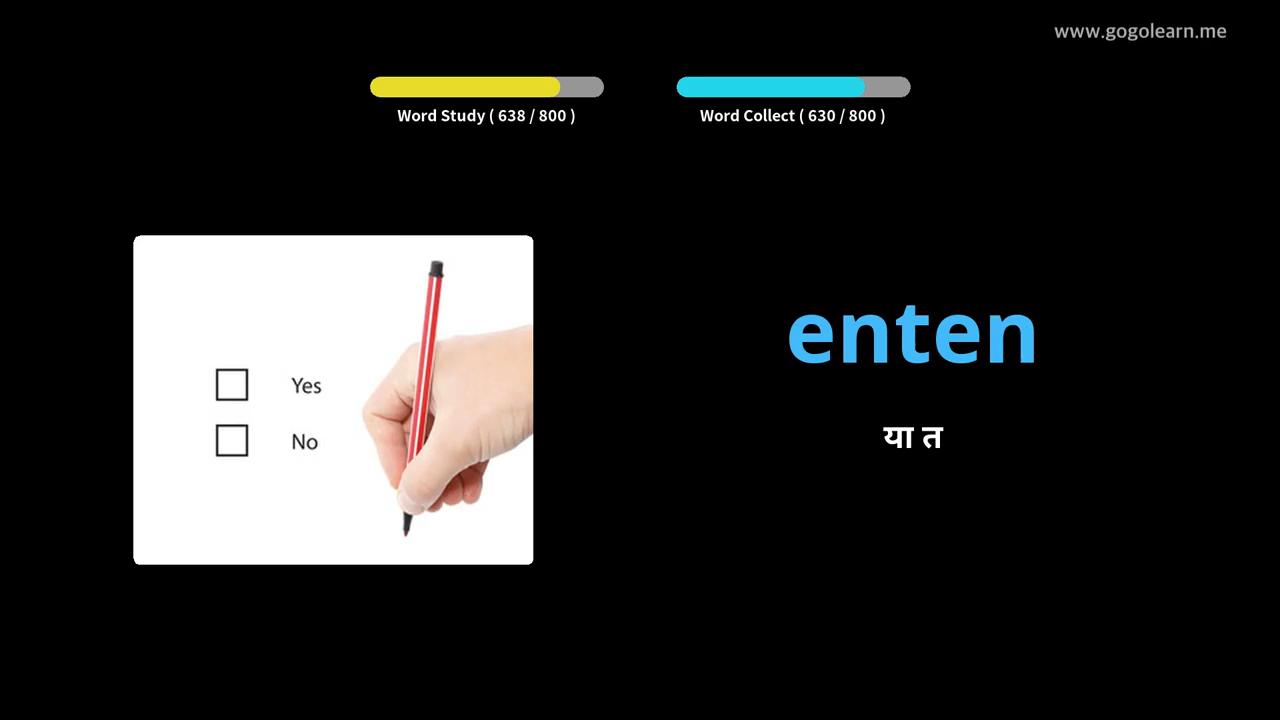 www.gogolearn.me
Word Study ( 638 / 800 )
Word Collect ( 630 / 800 )
Yes
No
enten
या त